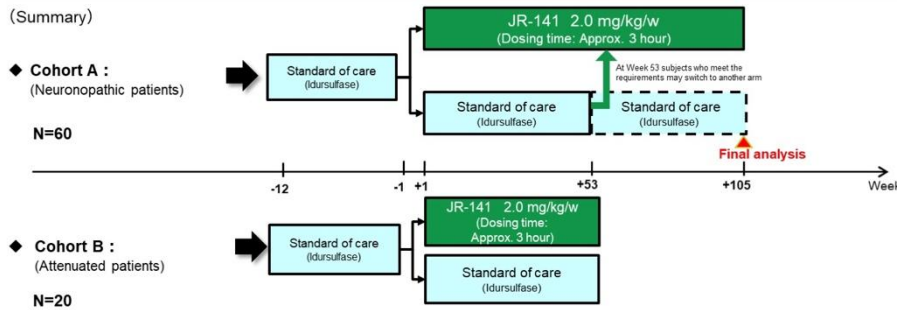 (Summary)
JR-141 2.0 mg/kg/w
(Dosing time: Approx. 3 hour)
Standard of care
(Idursulfase)
At Week 53 subjects who meet the
requirements may switch to another arm
◆ Cohort A：
(Neuronopathic patients)
N=60
Standard of care
(Idursulfase)
Standard of care
(Idursulfase)
Final analysis
-12
-1
+1
+53
+105
Week
JR-141 2.0 mg/kg/w
(Dosing time:
Approx. 3 hour)
◆ Cohort B：
(Attenuated patients)
N=20
Standard of care
(Idursulfase)
Standard of care
(Idursulfase)